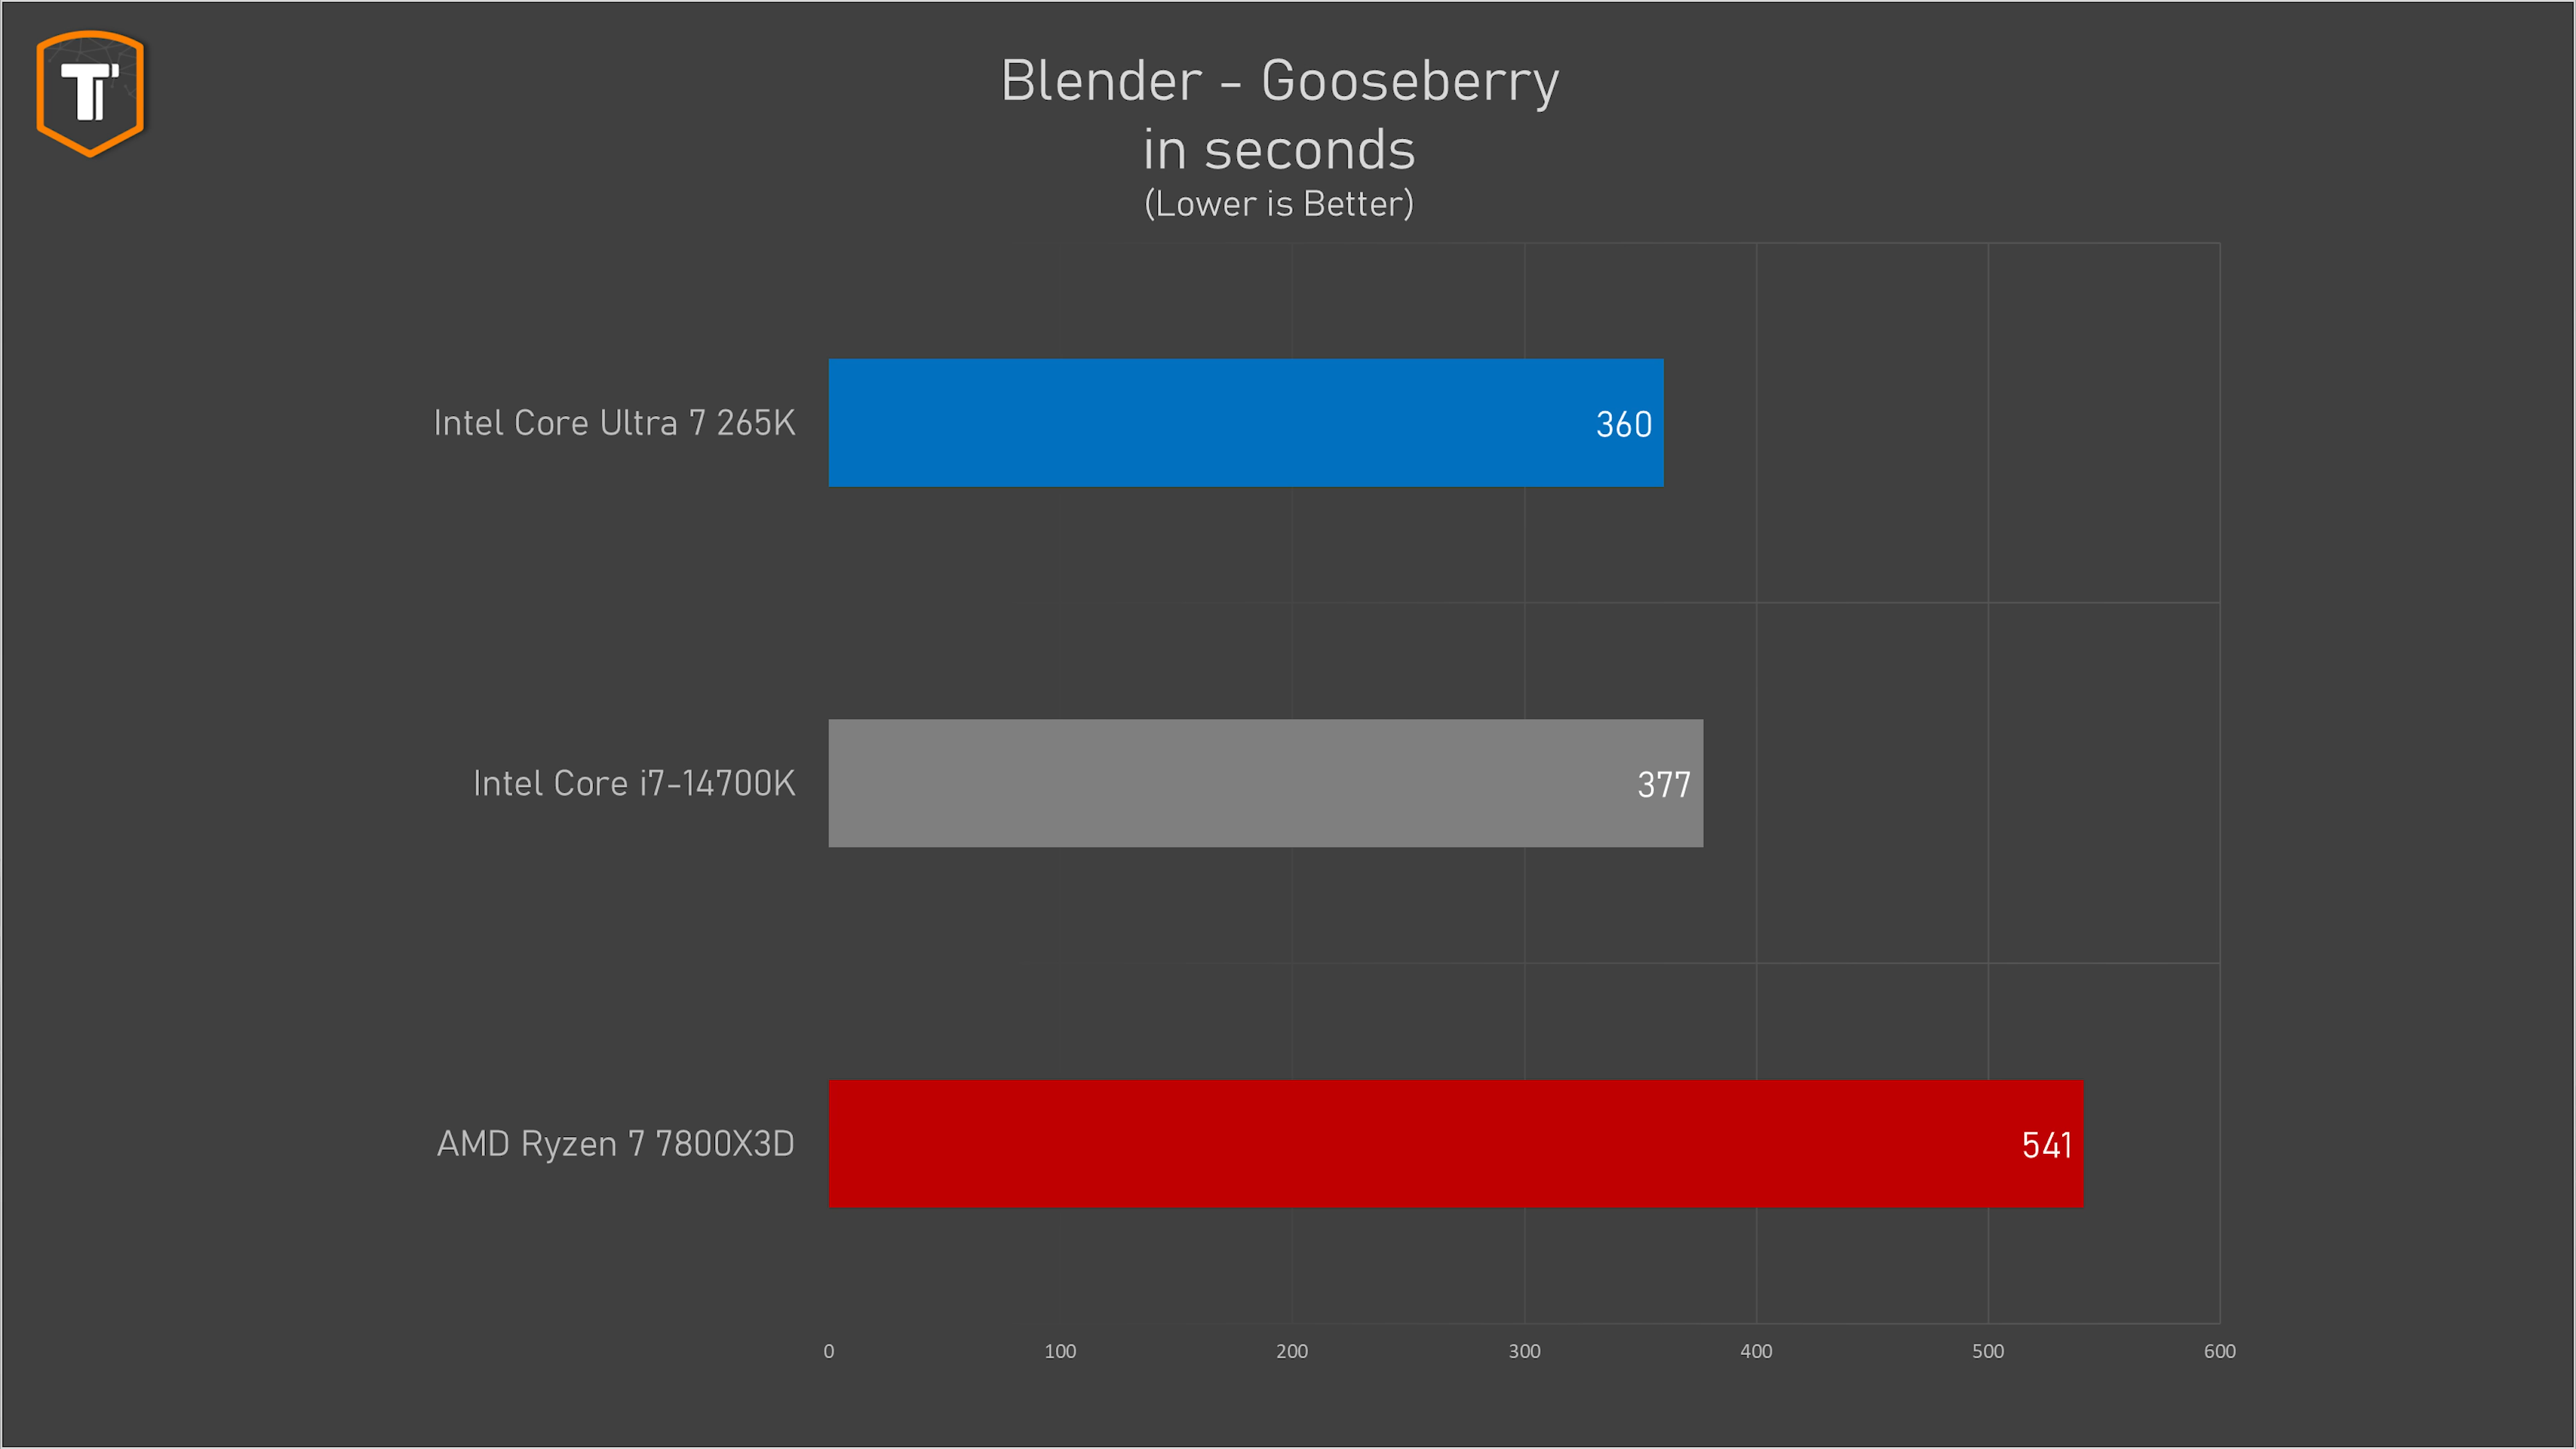 Blender - Gooseberry
in seconds
(Lower is Better)
Intel Core Ultra 7 265K
360
Intel Core i7-14700K
377
AMD Ryzen 7 7800X3D
541
0 100 200 300 400 500 600